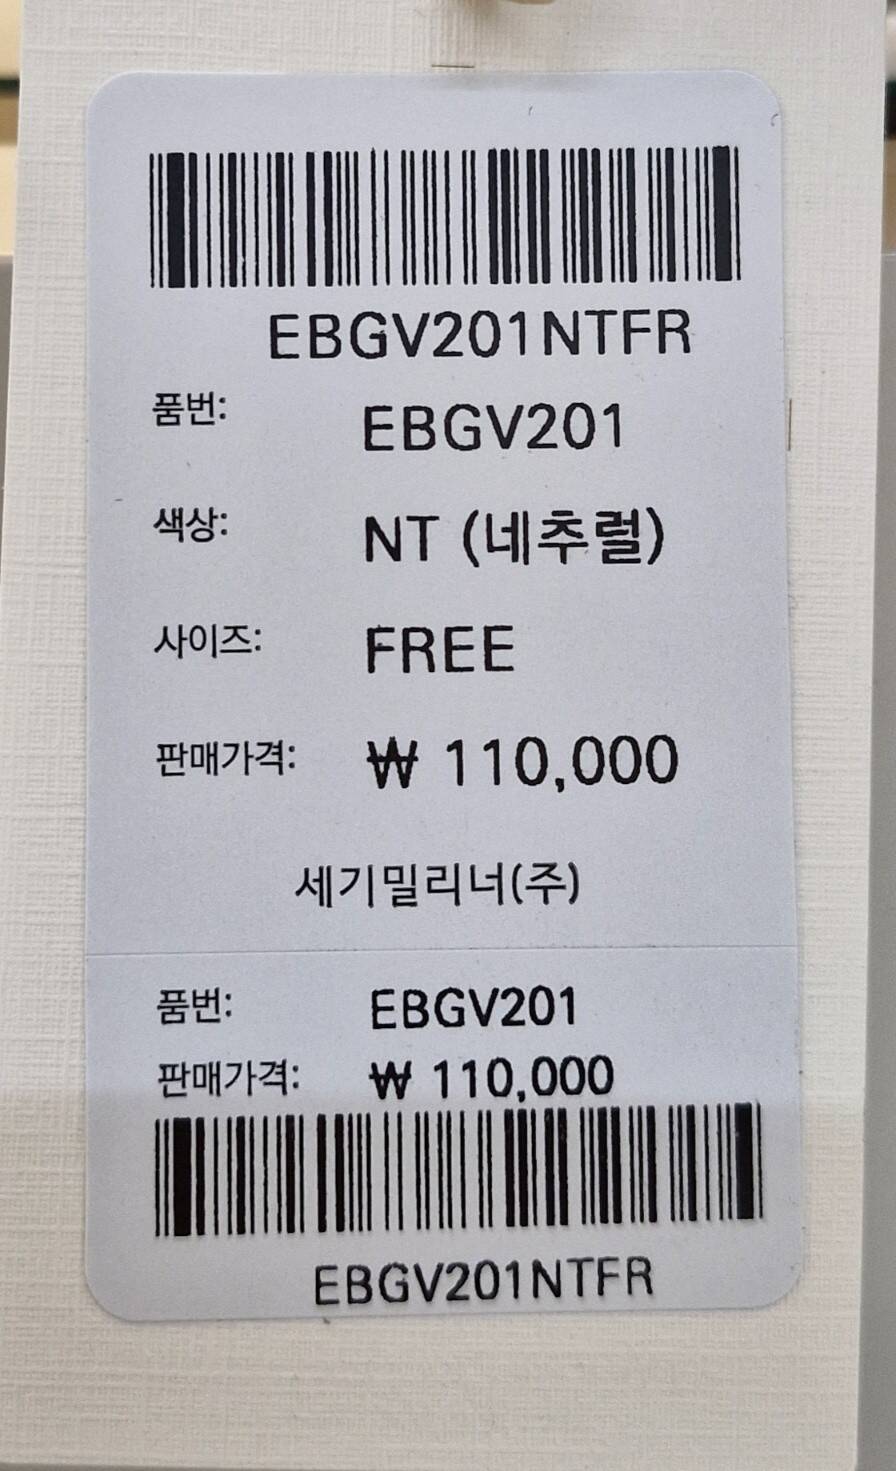 EBGV201NTFR
품번: EBGV201
색상: NT (네추럴)
사이즈: FREE
판매가격: ₩ 110,000
세기밀리너(주)
품번: EBGV201
판매가격: ₩ 110,000
EBGV201NTFR